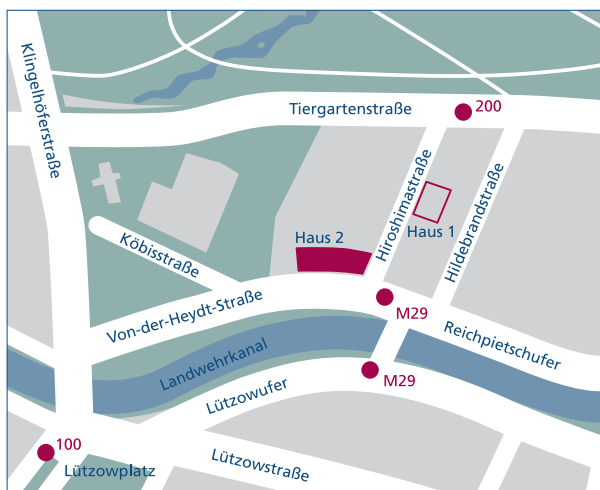 Klingelhöferstraße
Tiergartenstraße
200
Hiroshimastraße
Hildebrandstraße
Haus 1
Haus 2
Köbisstraße
Von-der-Heydt-Straße
M29
Reichpietschufer
Landwehrkanal
M29
Lützowufer
100
Lützowplatz
Lützowstraße